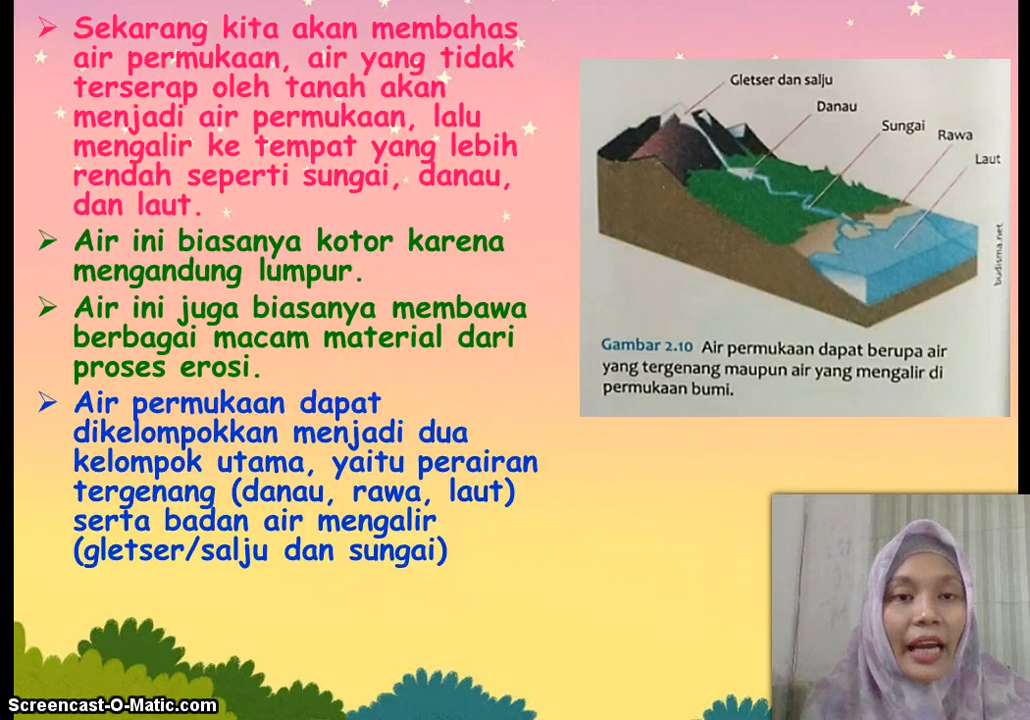 Sekarang kita akan membahas
air permukaan, air yang tidak
terserap oleh tanah akan
menjadi air permukaan, lalu
mengalir ke tempat yang lebih
rendah seperti sungai, danau,
dan laut.
Air ini biasanya kotor karena
mengandung lumpur.
Air ini juga biasanya membawa
berbagai macam material dari
proses erosi.
Air permukaan dapat
dikelompokkan menjadi dua
kelompok utama, yaitu perairan
tergenang (danau, rawa, laut)
serta badan air mengalir
(gletser/salju dan sungai)
Gletser dan salju
Danau
Sungai
Rawa
Laut
budisma.net
Gambar 2.10 Air permukaan dapat berupa air
yang tergenang maupun air yang mengalir di
permukaan bumi.
Screencast-O-Matic.com